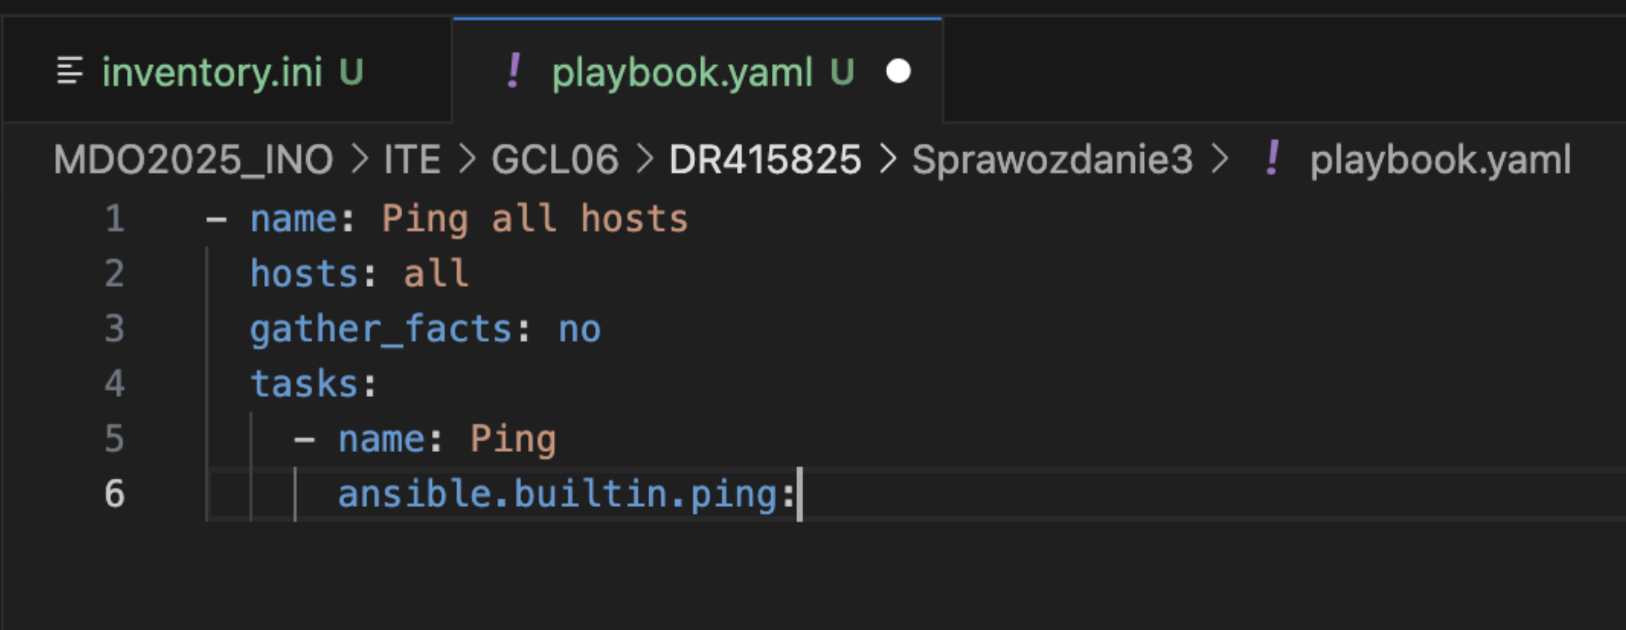 inventory.ini U ! playbook.yaml U
MDO2025_INO > ITE > GCL06 > DR415825 > Sprawozdanie3 > ! playbook.yaml
1 - name: Ping all hosts
2 hosts: all
3 gather_facts: no
4 tasks:
5 - name: Ping
6 ansible.builtin.ping: